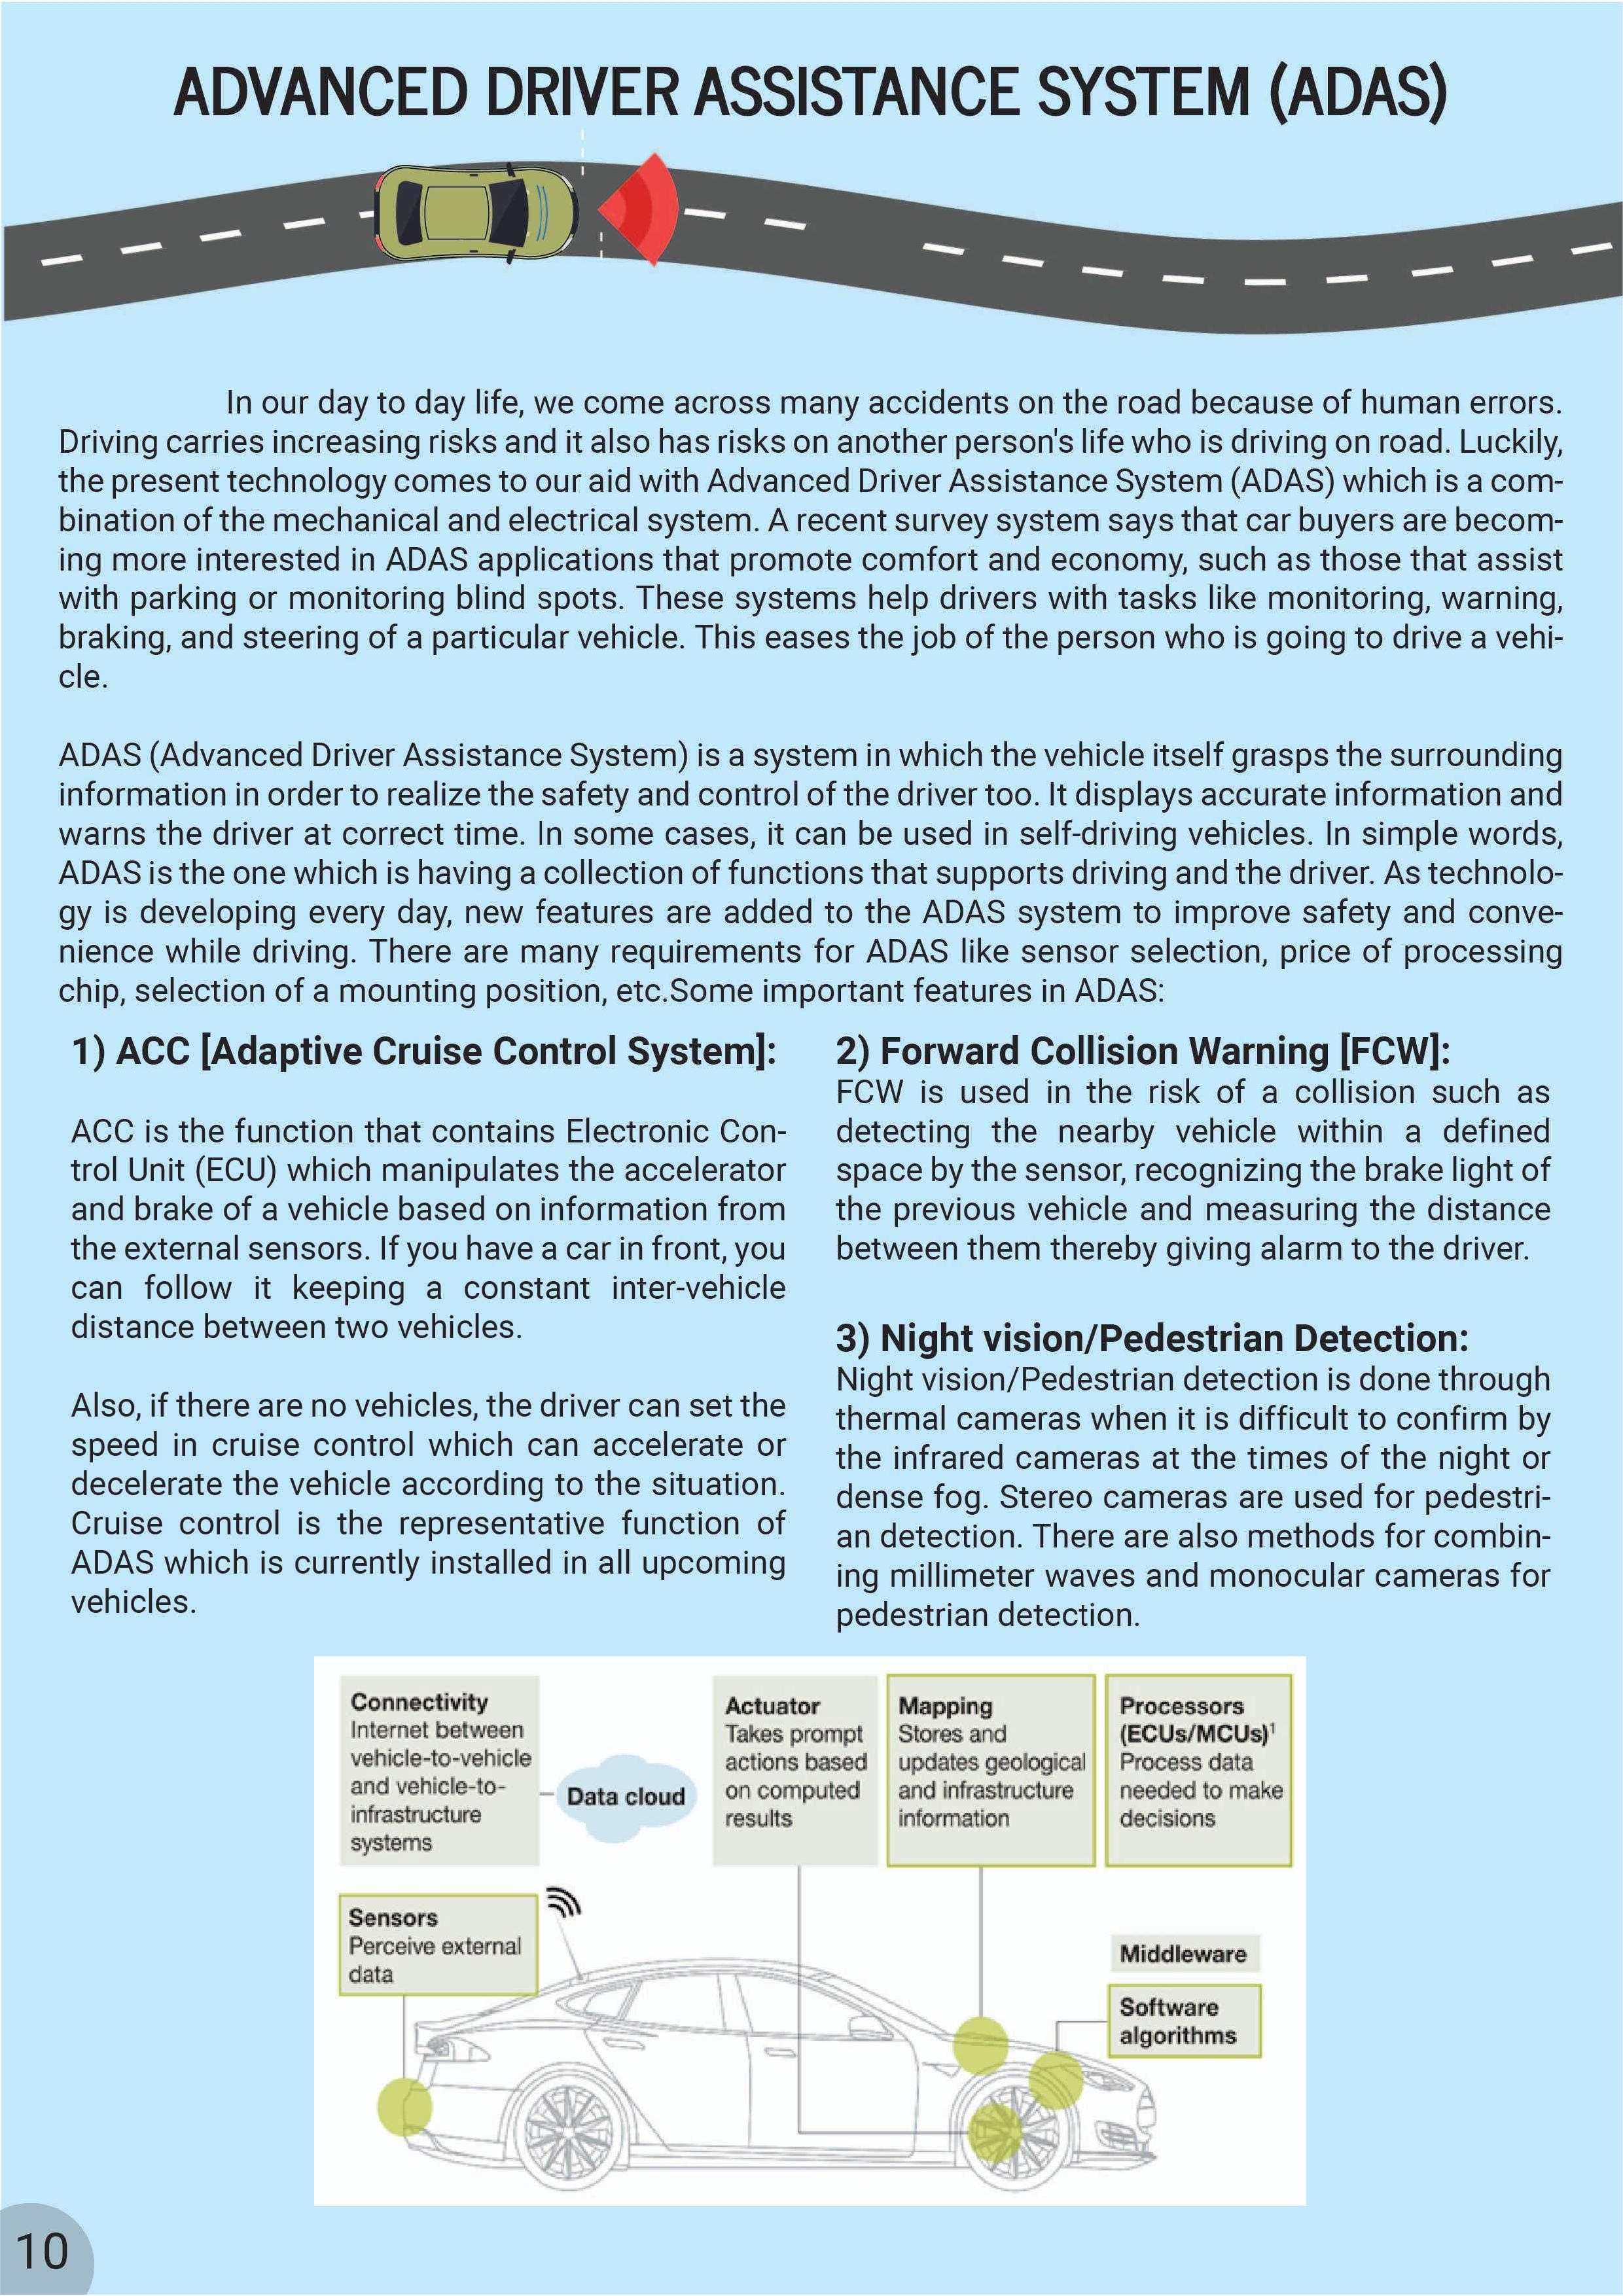 ADVANCED DRIVER ASSISTANCE SYSTEM (ADAS)
In our day to day life, we come across many accidents on the road because of human errors.
Driving carries increasing risks and it also has risks on another person's life who is driving on road. Luckily,
the present technology comes to our aid with Advanced Driver Assistance System (ADAS) which is a com-
bination of the mechanical and electrical system. A recent survey system says that car buyers are becom-
ing more interested in ADAS applications that promote comfort and economy, such as those that assist
with parking or monitoring blind spots. These systems help drivers with tasks like monitoring, warning,
braking, and steering of a particular vehicle. This eases the job of the person who is going to drive a vehi-
cle.
ADAS (Advanced Driver Assistance System) is a system in which the vehicle itself grasps the surrounding
information in order to realize the safety and control of the driver too. It displays accurate information and
warns the driver at correct time. In some cases, it can be used in self-driving vehicles. In simple words,
ADAS is the one which is having a collection of functions that supports driving and the driver. As technolo-
gy is developing every day, new features are added to the ADAS system to improve safety and conve-
nience while driving. There are many requirements for ADAS like sensor selection, price of processing
chip, selection of a mounting position, etc.Some important features in ADAS:
1) ACC [Adaptive Cruise Control System]:
ACC is the function that contains Electronic Con-
trol Unit (ECU) which manipulates the accelerator
and brake of a vehicle based on information from
the external sensors. If you have a car in front, you
can follow it keeping a constant inter-vehicle
distance between two vehicles.
Also, if there are no vehicles, the driver can set the
speed in cruise control which can accelerate or
decelerate the vehicle according to the situation.
Cruise control is the representative function of
ADAS which is currently installed in all upcoming
vehicles.
2) Forward Collision Warning [FCW]:
FCW is used in the risk of a collision such as
detecting the nearby vehicle within a defined
space by the sensor, recognizing the brake light of
the previous vehicle and measuring the distance
between them thereby giving alarm to the driver.
3) Night vision/Pedestrian Detection:
Night vision/Pedestrian detection is done through
thermal cameras when it is difficult to confirm by
the infrared cameras at the times of the night or
dense fog. Stereo cameras are used for pedestri-
an detection. There are also methods for combin-
ing millimeter waves and monocular cameras for
pedestrian detection.
Connectivity
Internet between
vehicle-to-vehicle
and vehicle-to-
infrastructure
systems
Data cloud
Actuator
Takes prompt
actions based
on computed
results
Mapping
Stores and
updates geological
and infrastructure
information
Processors
(ECUs/MCUs)¹
Process data
needed to make
decisions
Sensors
Perceive external
data
Middleware
Software
algorithms
10